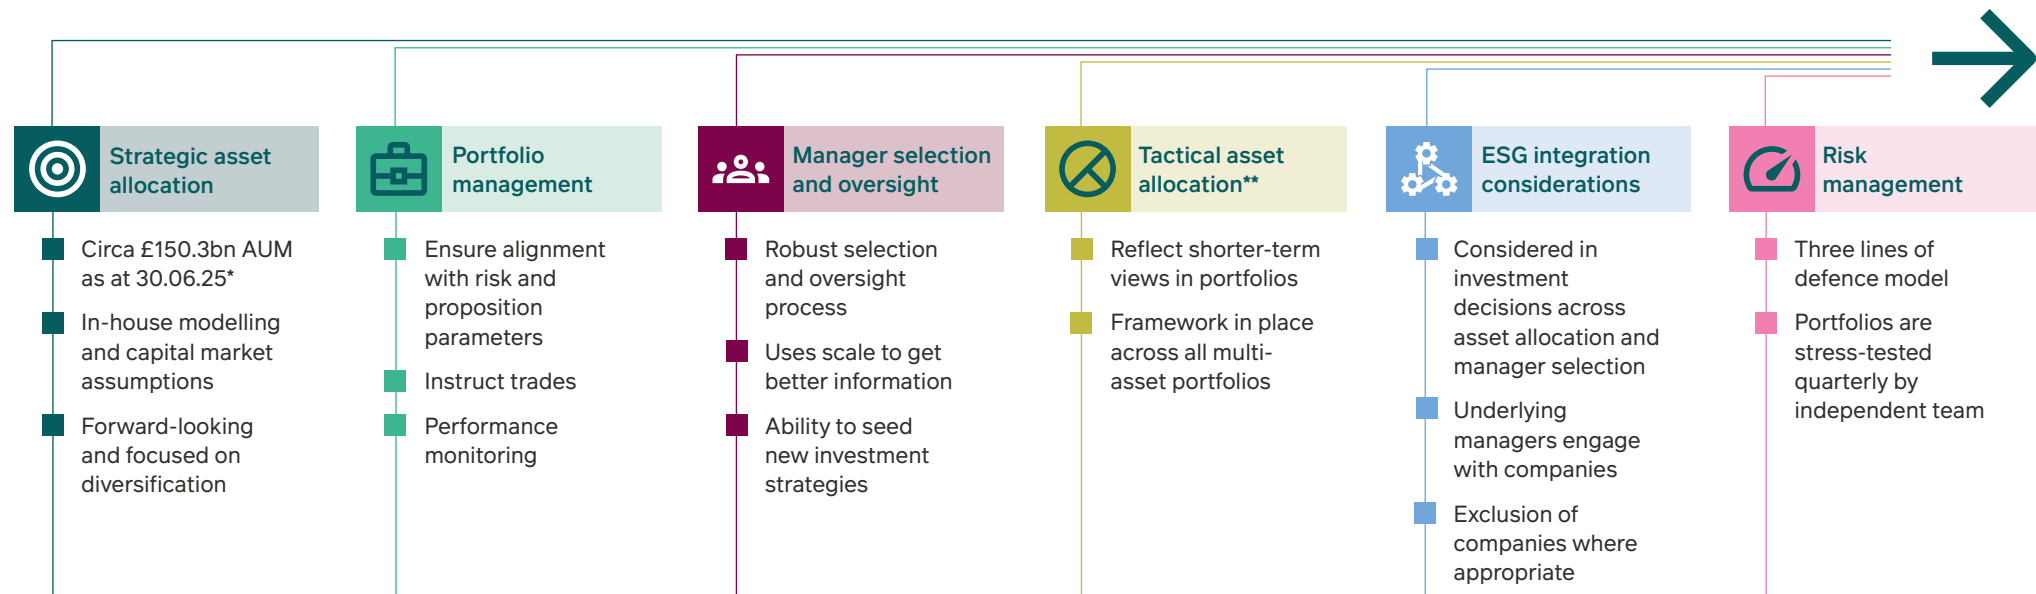 Strategic asset
allocation
Circa £150.3bn AUM
as at 30.06.25*
In-house modelling
and capital market
assumptions
Forward-looking
and focused on
diversification
Portfolio
management
Ensure alignment
with risk and
proposition
parameters
Instruct trades
Performance
monitoring
Manager selection
and oversight
Robust selection
and oversight
process
Uses scale to get
better information
Ability to seed
new investment
strategies
Tactical asset
allocation**
Reflect shorter-term
views in portfolios
Framework in place
across all multi-
asset portfolios
ESG integration
considerations
Considered in
investment
decisions across
asset allocation and
manager selection
Underlying
managers engage
with companies
Exclusion of
companies where
appropriate
Risk
management
Three lines of
defence model
Portfolios are
stress-tested
quarterly by
independent team